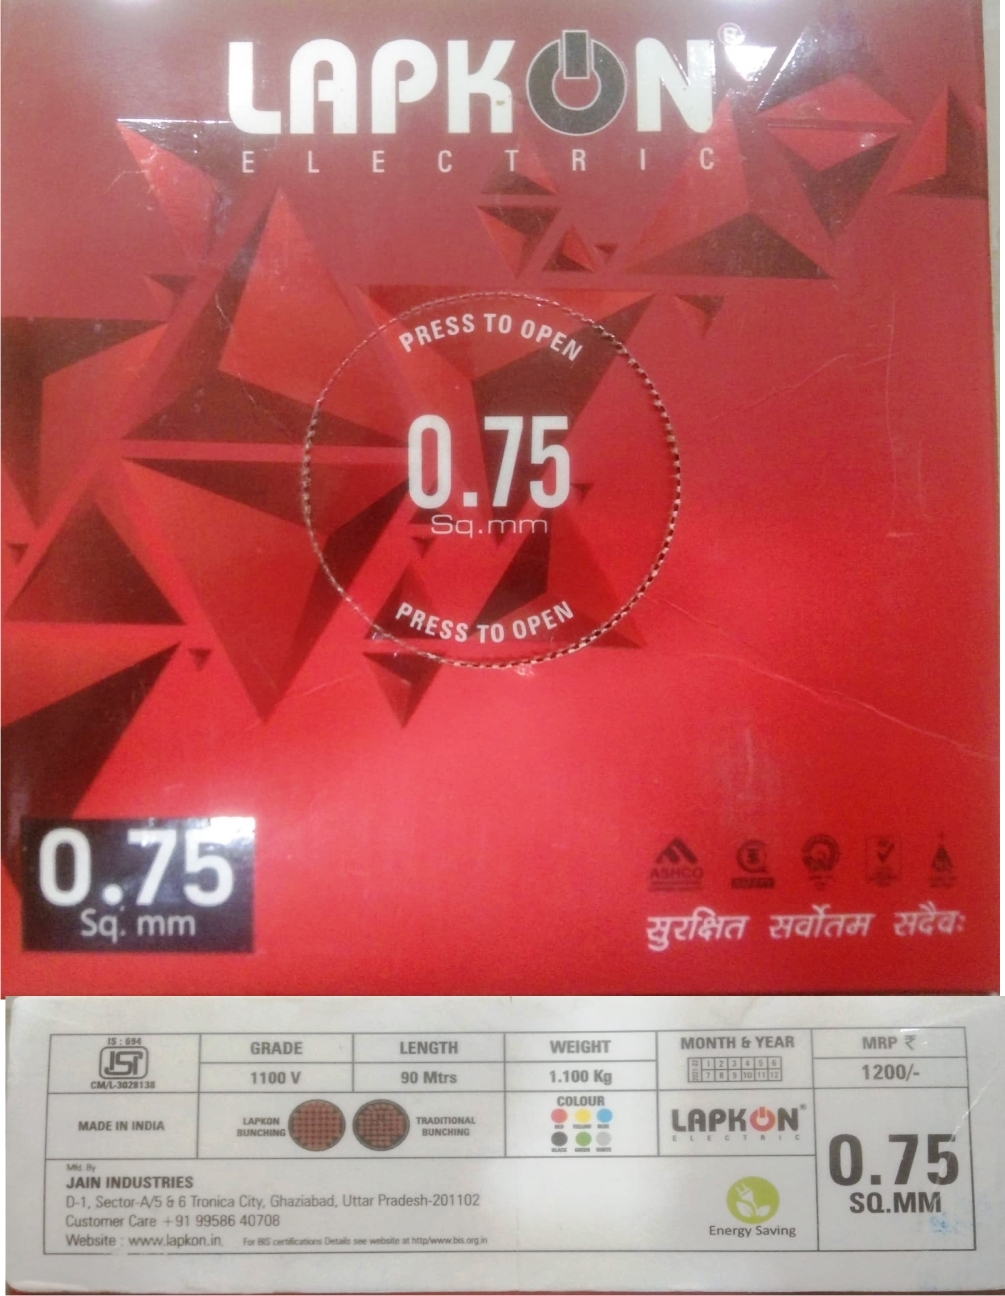 LAPKON®
ELECTRIC
PRESS TO OPEN
0.75
Sq.mm
PRESS TO OPEN
0.75
Sq. mm
ASHCO
सुरक्षित सर्वोतम सदैवः
IS : 694
ISI
CM/L-3028138
GRADE
1100 V
LENGTH
90 Mtrs
WEIGHT
1.100 Kg
MONTH & YEAR
1 2 3 4 5 6
7 8 9 10 11 12
MRP ₹
1200/-
MADE IN INDIA
LAPKON
BUNCHING
TRADITIONAL
BUNCHING
COLOUR
RED YELLOW BLUE
BLACK GREEN WHITE
LAPKON®
ELECTRIC
0.75
SQ.MM
Mfd. By
JAIN INDUSTRIES
D-1, Sector-A/5 & 6 Tronica City, Ghaziabad, Uttar Pradesh-201102
Customer Care +91 99586 40708
Website : www.lapkon.in For BIS certifications Details see website at http/www.bis.org.in
Energy Saving